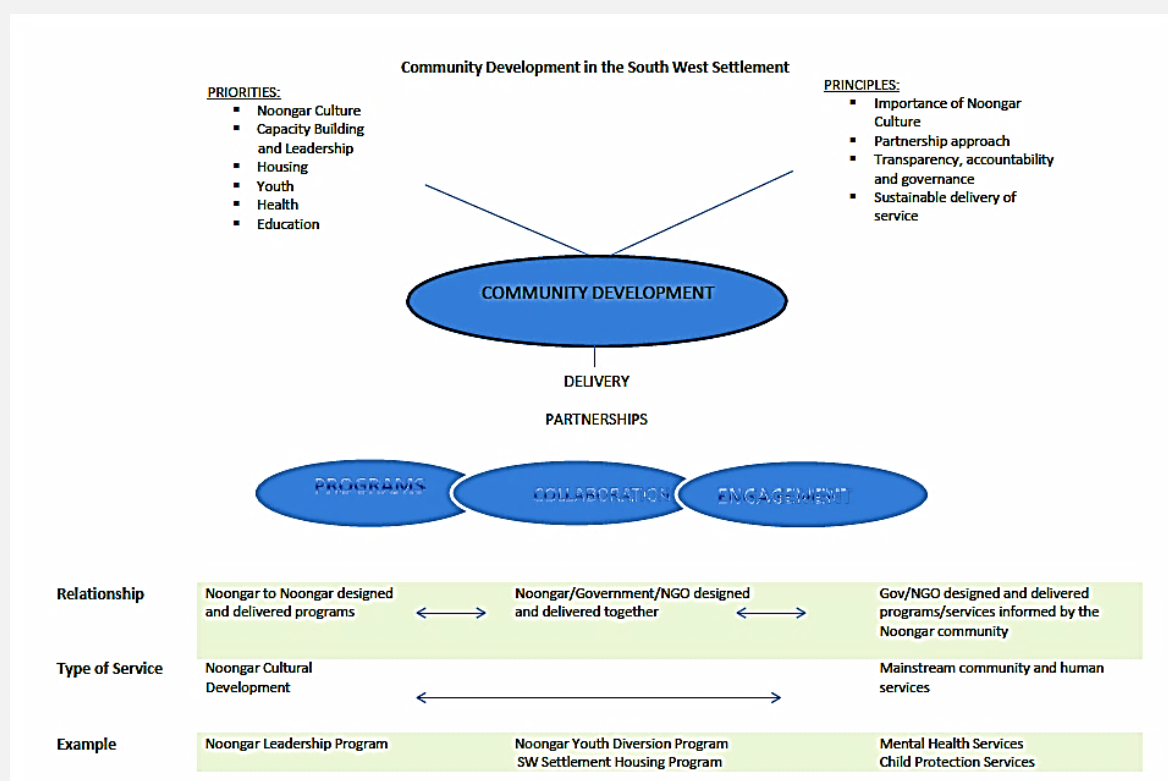 Community Development in the South West Settlement
PRIORITIES:
Noongar Culture
Capacity Building
and Leadership
Housing
Youth
Health
Education
PRINCIPLES:
Importance of Noongar
Culture
Partnership approach
Transparency, accountability
and governance
Sustainable delivery of
service
COMMUNITY DEVELOPMENT
DELIVERY
PARTNERSHIPS
PROGRAMS
COLLABORATION
ENGAGEMENT
Relationship
Noongar to Noongar designed
and delivered programs
Noongar/Government/NGO designed
and delivered together
Gov/NGO designed and delivered
programs/services informed by the
Noongar community
Type of Service
Noongar Cultural
Development
Mainstream community and human
services
Example
Noongar Leadership Program
Noongar Youth Diversion Program
SW Settlement Housing Program
Mental Health Services
Child Protection Services